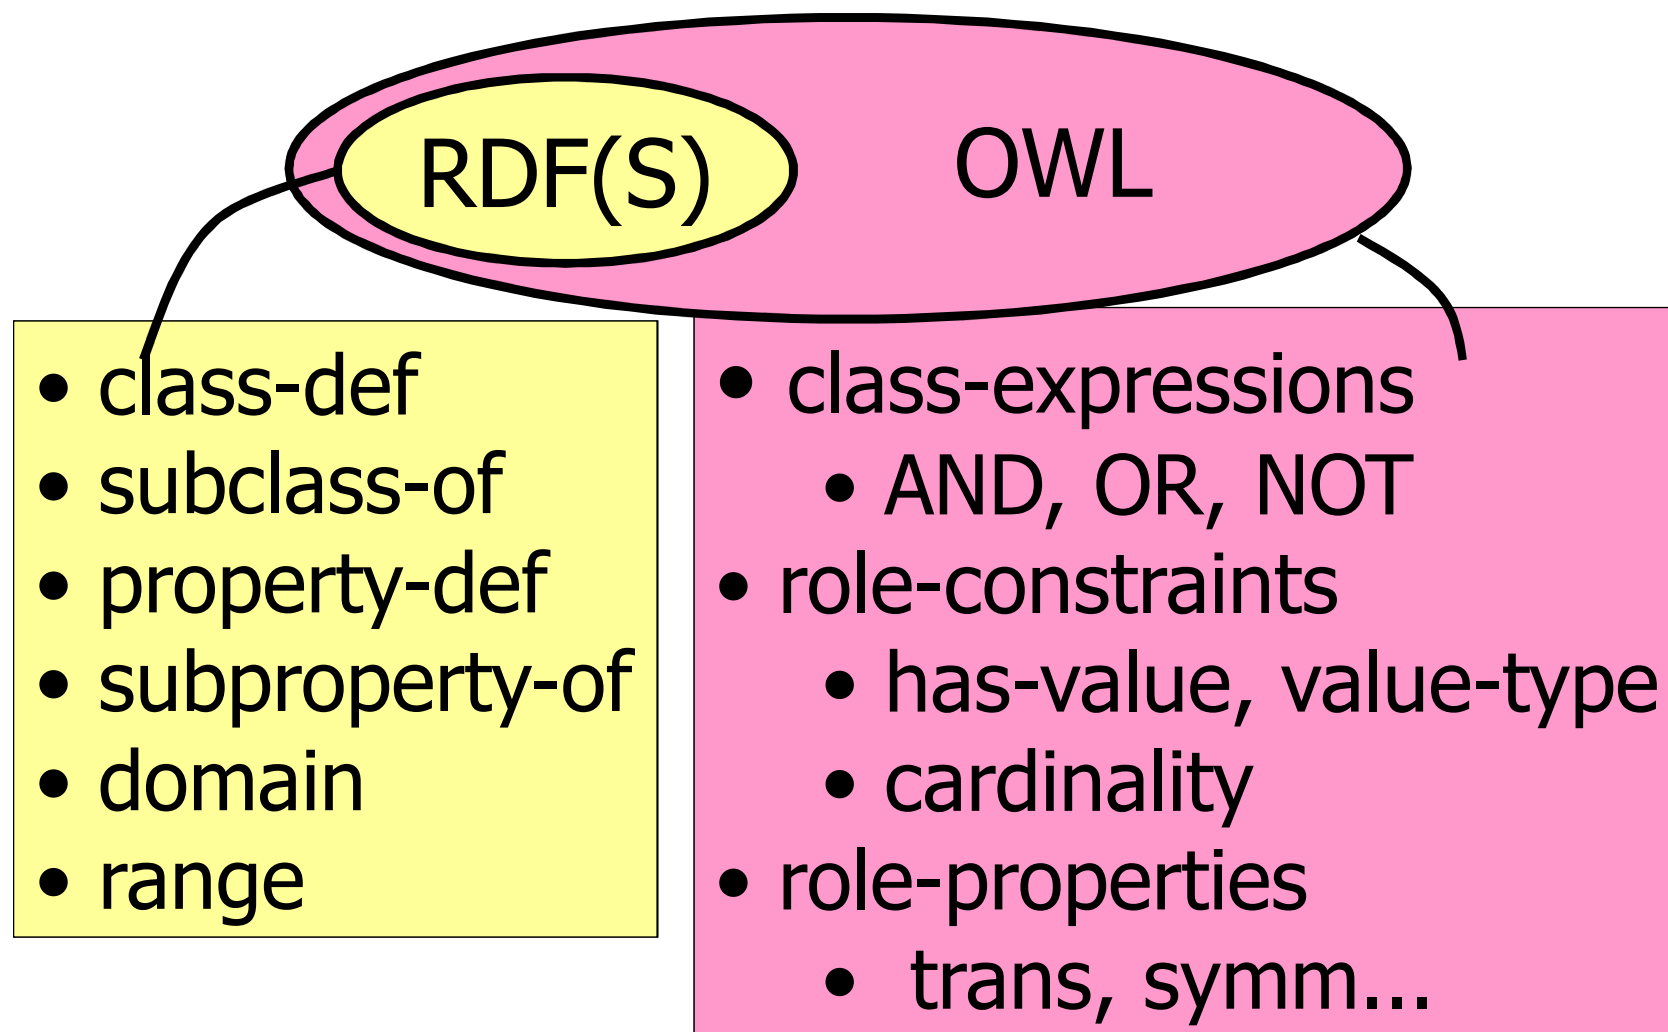 RDF(S)
OWL
• class-def
• subclass-of
• property-def
• subproperty-of
• domain
• range
• class-expressions
• AND, OR, NOT
• role-constraints
• has-value, value-type
• cardinality
• role-properties
• trans, symm...